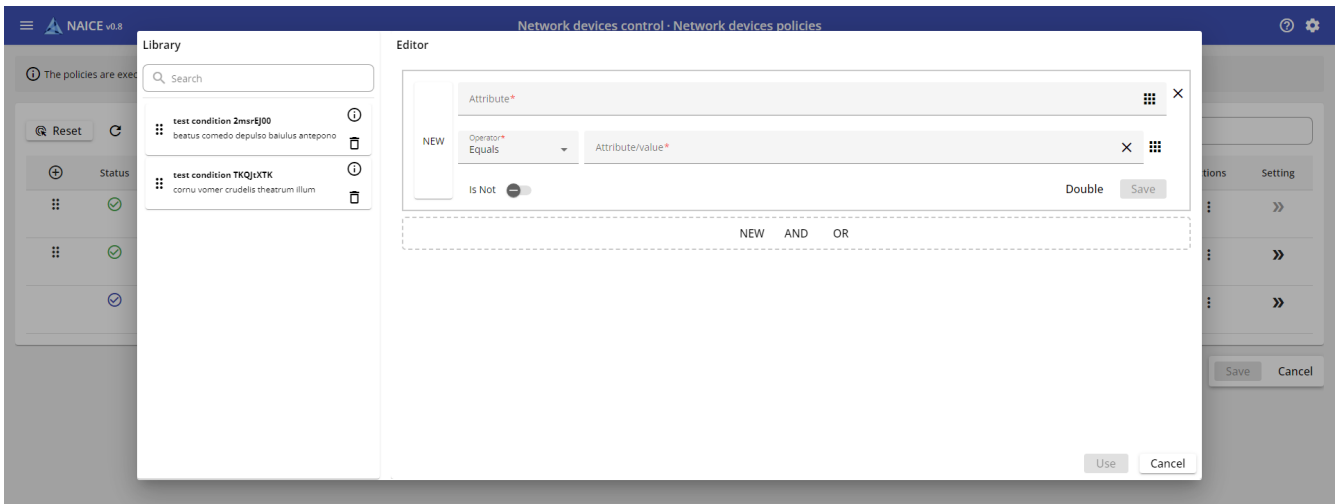 NAICE v0.8
Network devices control · Network devices policies
The policies are exec
Reset
Status
tions
Setting
Save
Cancel
Library
Search
test condition 2msrEJ00
beatus comedo depulso baiulus antepono
test condition TKQJtXTK
cornu vomer crudelis theatrum illum
Editor
NEW
Attribute*
Operator*
Equals
Attribute/value*
Is Not
Double
Save
NEW AND OR
Use
Cancel